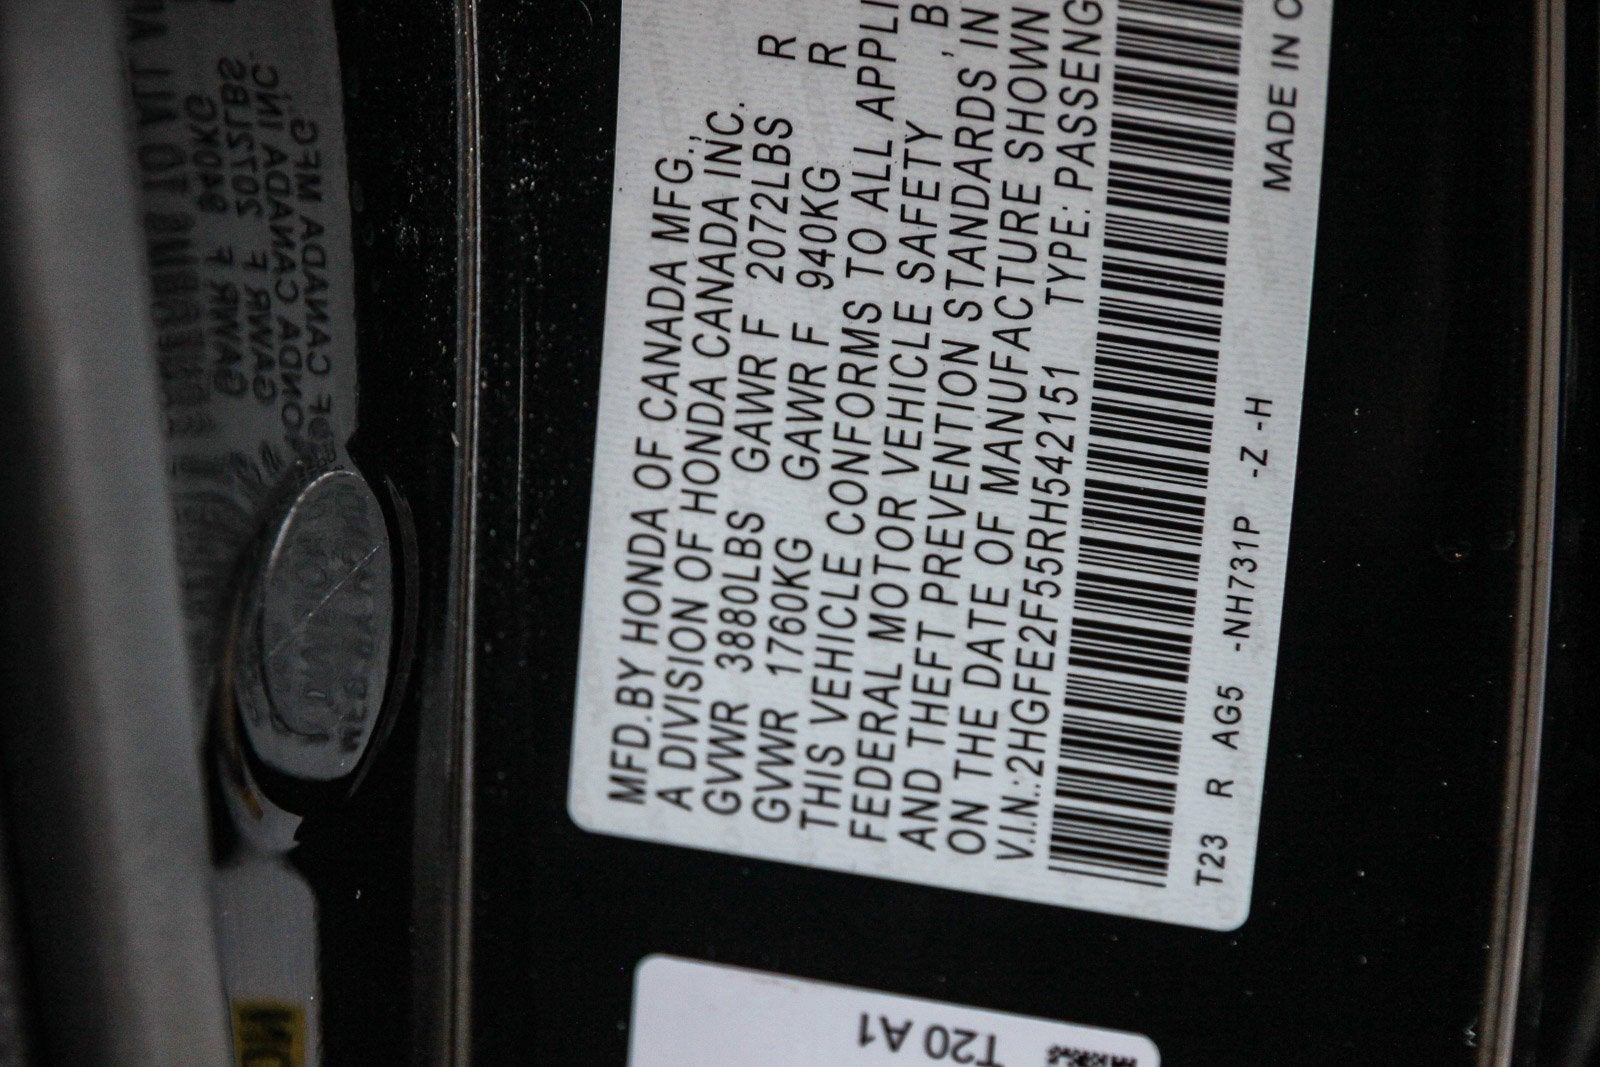 MFD.BY HONDA OF CANADA MFG.,
A DIVISION OF HONDA CANADA INC.
GVWR 3880LBS GAWR F 2072LBS R
GVWR 1760KG GAWR F 940KG R
THIS VEHICLE CONFORMS TO ALL APPLI
FEDERAL MOTOR VEHICLE SAFETY , B
AND THEFT PREVENTION STANDARDS IN
ON THE DATE OF MANUFACTURE SHOWN
V.I.N.:2HGFE2F55RH542151 TYPE: PASSENG
T23 R AG5 -NH731P -Z -H MADE IN C
T20 A1